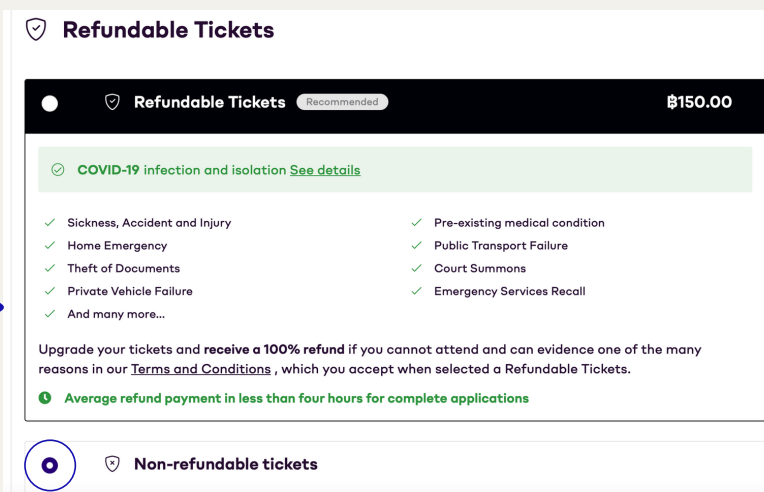 Refundable Tickets
Refundable Tickets Recommended ฿150.00
COVID-19 infection and isolation See details
Sickness, Accident and Injury
Pre-existing medical condition
Home Emergency
Public Transport Failure
Theft of Documents
Court Summons
Private Vehicle Failure
Emergency Services Recall
And many more...
Upgrade your tickets and receive a 100% refund if you cannot attend and can evidence one of the many
reasons in our Terms and Conditions , which you accept when selected a Refundable Tickets.
Average refund payment in less than four hours for complete applications
Non-refundable tickets